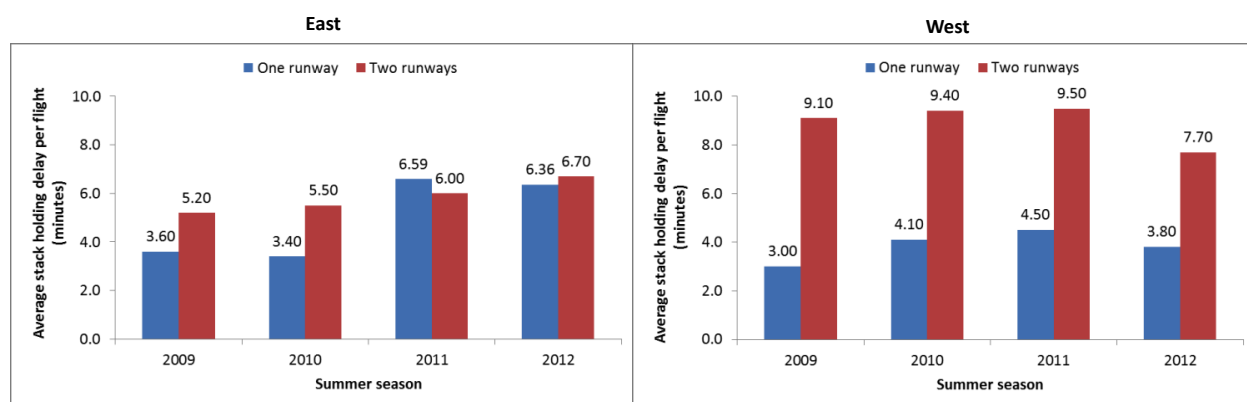 East
One runway Two runways
Average stack holding delay per flight
(minutes)
10.0
8.0
6.0
4.0
2.0
0.0
3.60
5.20
3.40
5.50
6.59
6.00
6.36
6.70
2009 2010 2011 2012
Summer season
West
One runway Two runways
Average stack holding delay per flight
(minutes)
10.0
8.0
6.0
4.0
2.0
0.0
3.00
9.10
4.10
9.40
4.50
9.50
3.80
7.70
2009 2010 2011 2012
Summer season